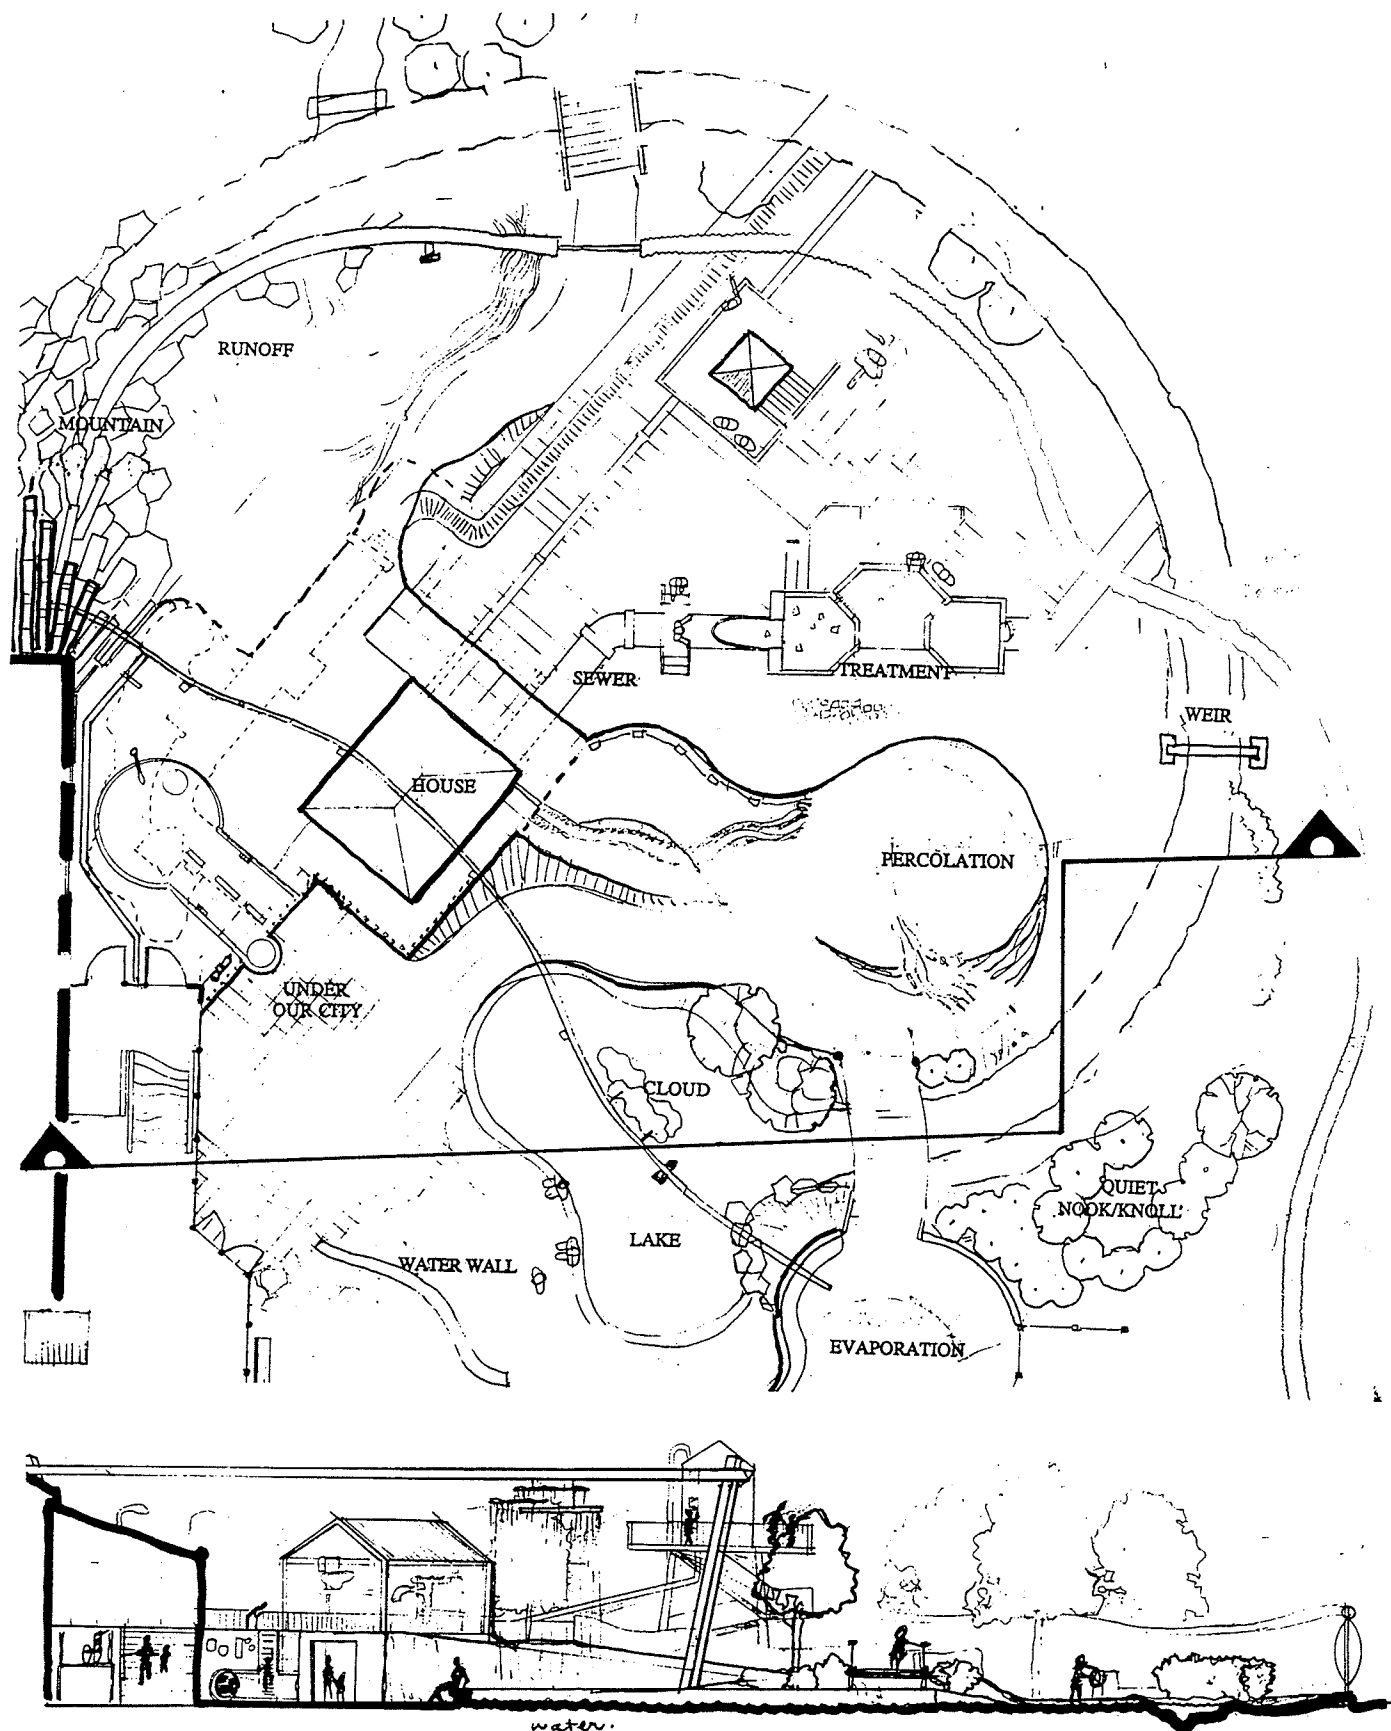 RUNOFF
MOUNTAIN
SEWER
TREATMENT
WEIR
HOUSE
PERCOLATION
UNDER
OUR CITY
CLOUD
QUIET
NOOK/KNOLL
LAKE
WATER WALL
EVAPORATION
water.